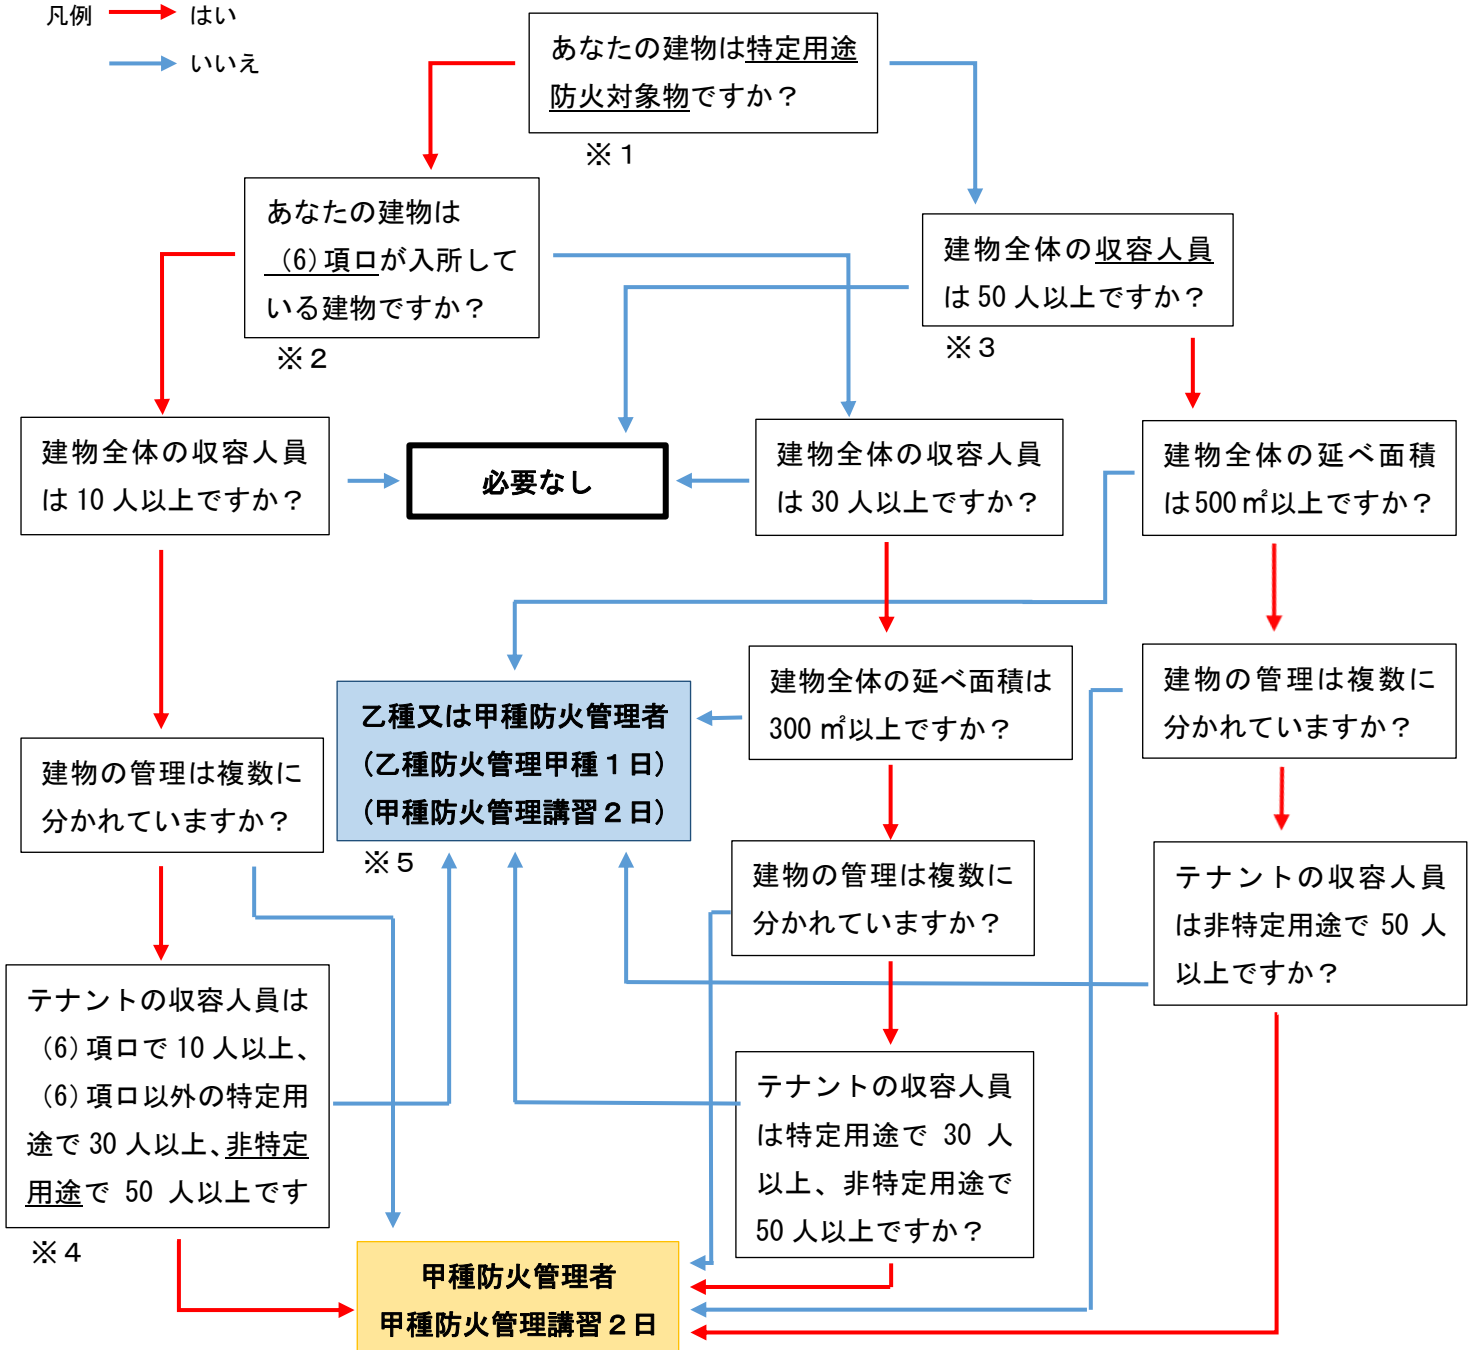 凡例 はい
いいえ
あなたの建物は特定用途
防火対象物ですか？
※１
あなたの建物は
(6)項ロが入所して
いる建物ですか？
※２
建物全体の収容人員
は 50 人以上ですか？
※３
建物全体の収容人員
は 10 人以上ですか？
必要なし
建物全体の収容人員
は 30 人以上ですか？
建物全体の延べ面積
は500㎡以上ですか？
乙種又は甲種防火管理者
(乙種防火管理甲種１日)
(甲種防火管理講習２日)
※５
建物全体の延べ面積は
300 ㎡以上ですか？
建物の管理は複数に
分かれていますか？
建物の管理は複数に
分かれていますか？
建物の管理は複数に
分かれていますか？
テナントの収容人員
は非特定用途で 50 人
以上ですか？
テナントの収容人員は
(6)項ロで 10 人以上、
(6)項ロ以外の特定用
途で 30 人以上、非特定
用途で 50 人以上です
※４
テナントの収容人員
は特定用途で 30 人
以上、非特定用途で
50 人以上ですか？
甲種防火管理者
甲種防火管理講習２日